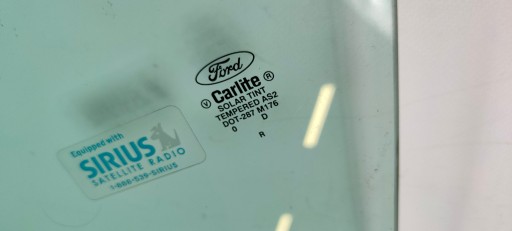 Ford
Carlite ®
SOLAR TINT
TEMPERED AS2
DOT-287 M176
O D
R
Equipped with
SIRIUS
SATELLITE RADIO
1-888-539-SIRIUS